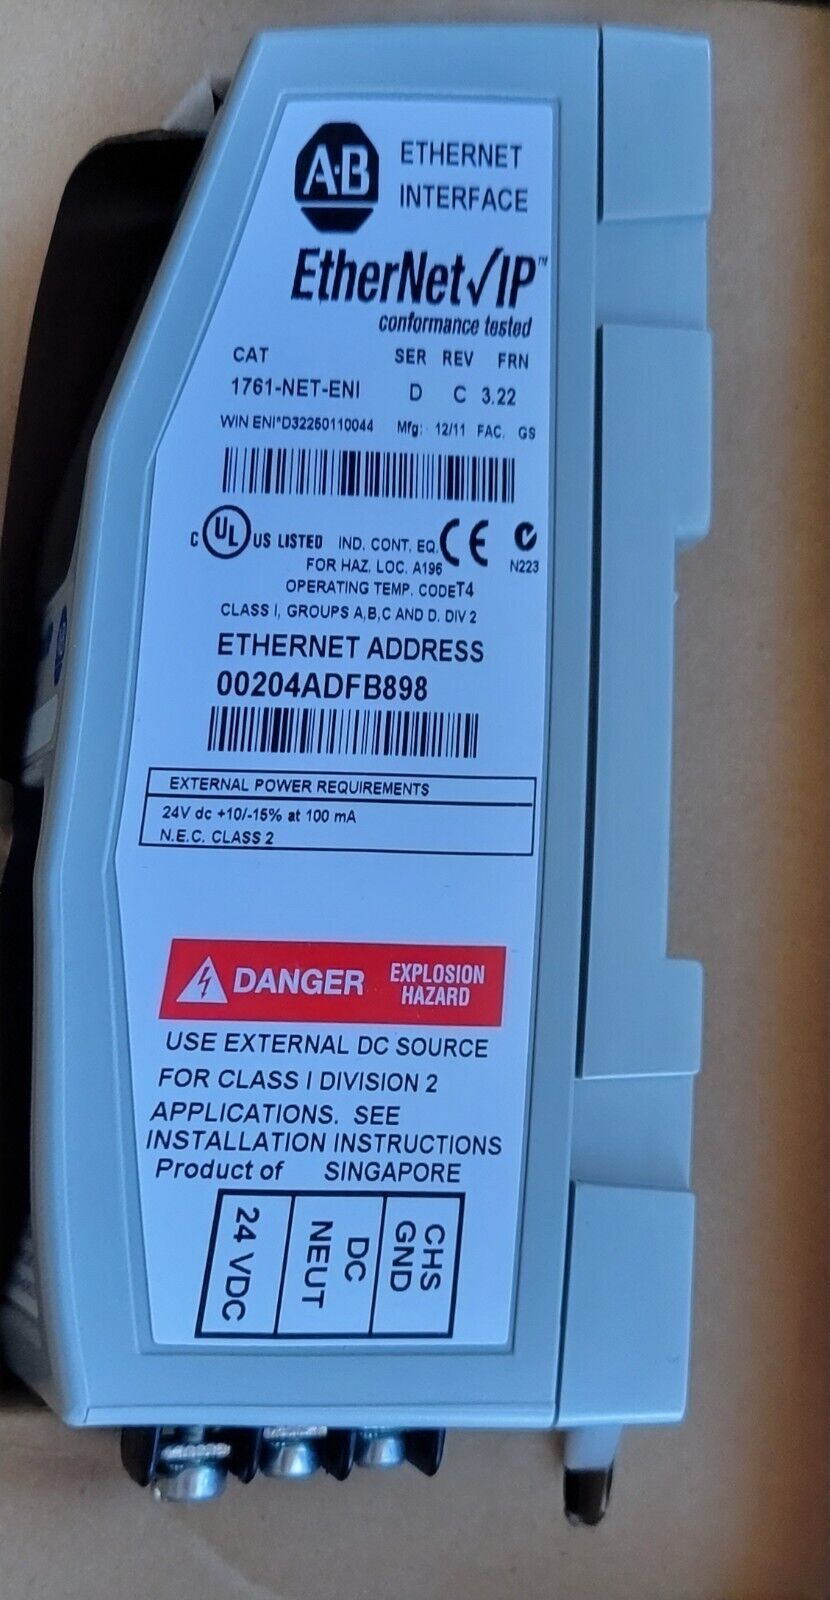 A·B
ETHERNET
INTERFACE
EtherNet/IP™
conformance tested
CAT SER REV FRN
1761-NET-ENI D C 3.22
WIN ENI*D32250110044 Mfg: 12/11 FAC. GS
C UL US LISTED IND. CONT. EQ. CE
FOR HAZ. LOC. A196 N223
OPERATING TEMP. CODET4
CLASS I, GROUPS A,B,C AND D. DIV 2
ETHERNET ADDRESS
00204ADFB898
EXTERNAL POWER REQUIREMENTS
24V dc +10/-15% at 100 mA
N.E.C. CLASS 2
DANGER EXPLOSION
HAZARD
USE EXTERNAL DC SOURCE
FOR CLASS I DIVISION 2
APPLICATIONS. SEE
INSTALLATION INSTRUCTIONS
Product of SINGAPORE
24 VDC
DC
NEUT
CHS
GND